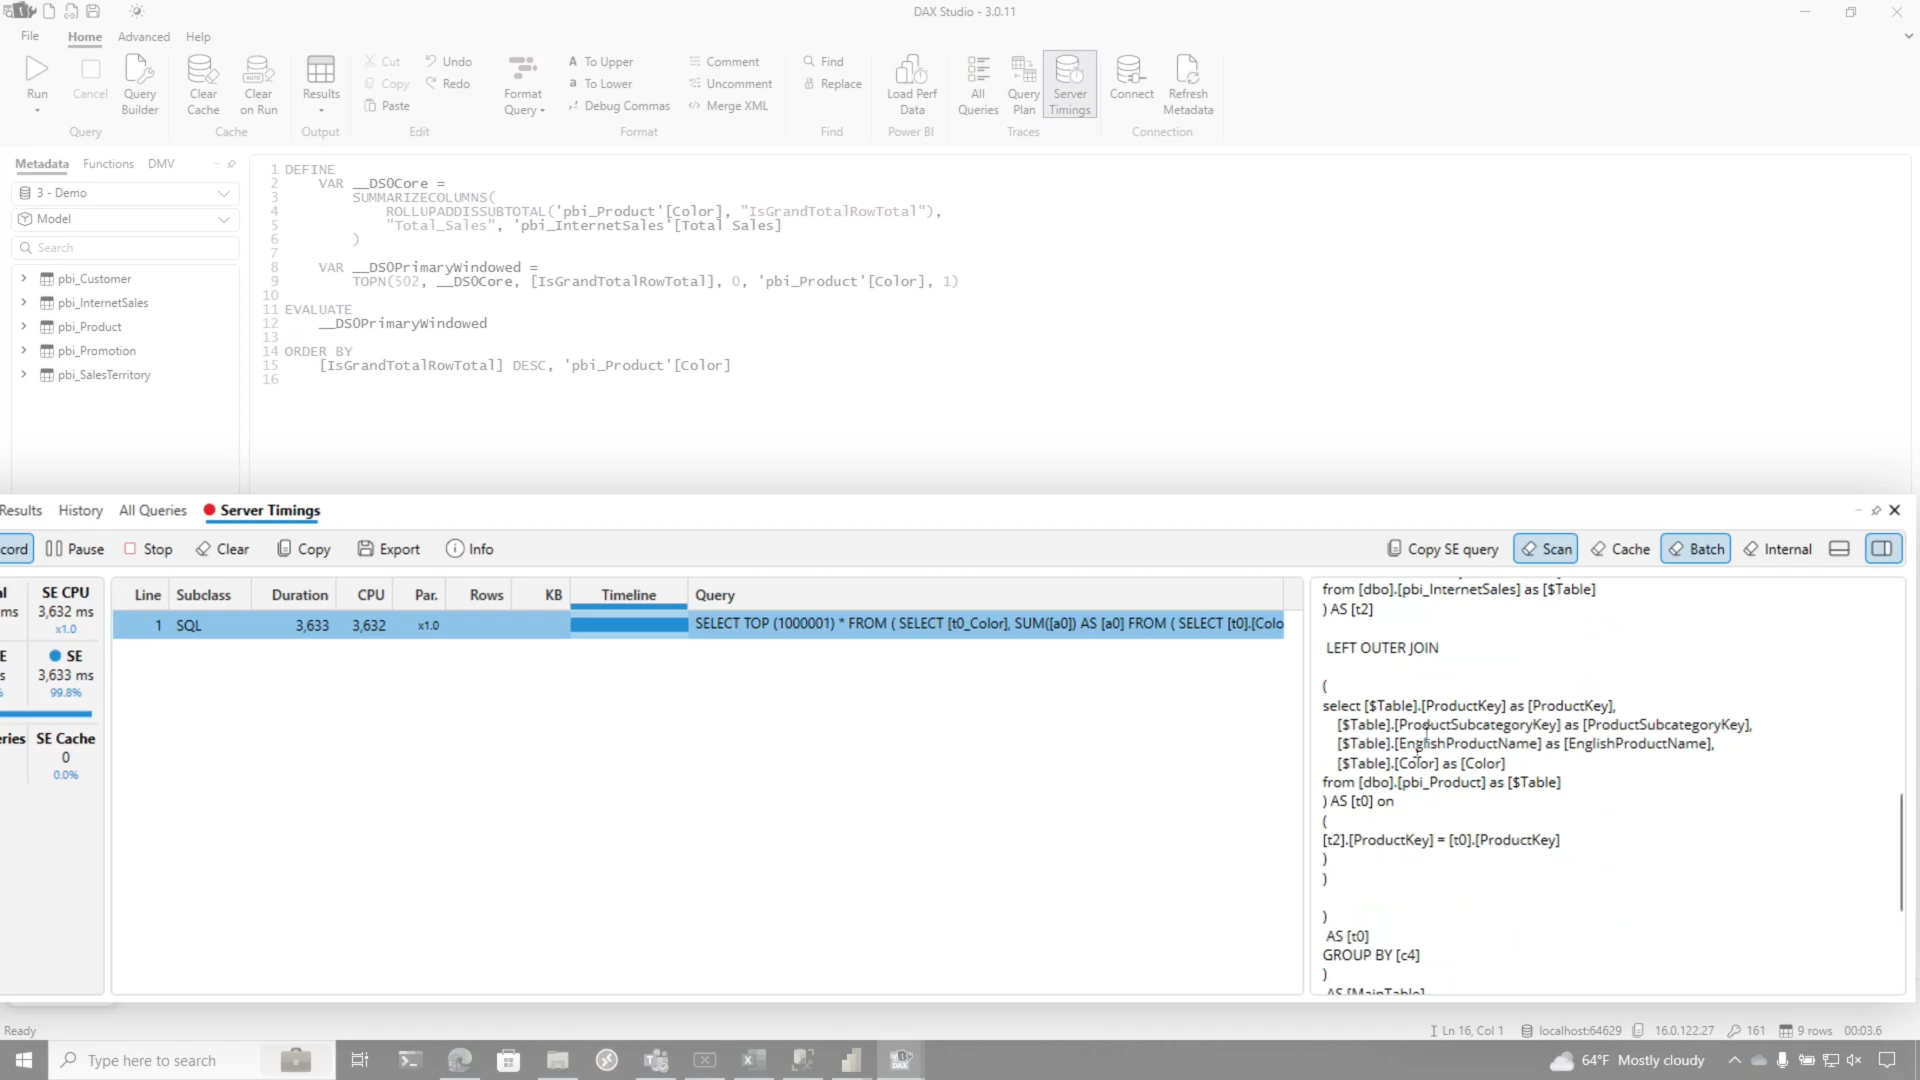 DAX Studio - 3.0.11
File Home Advanced Help
Run Cancel Query Builder Clear Cache Clear on Run Results
Cut Copy Paste Undo Redo
Format Query
To Upper To Lower Debug Commas
Comment Uncomment Merge XML
Find Replace
Load Perf Data All Queries Query Plan Server Timings Connect Refresh Metadata
Query Cache Output Edit Format Find Power BI Traces Connection
Metadata Functions DMV
3 - Demo
Model
Search
pbi_Customer
pbi_InternetSales
pbi_Product
pbi_Promotion
pbi_SalesTerritory
1 DEFINE
2 VAR __DS0Core =
3 SUMMARIZECOLUMNS(
4 ROLLUPADDISSUBTOTAL('pbi_Product'[Color], "IsGrandTotalRowTotal"),
5 "Total_Sales", 'pbi_InternetSales'[Total Sales]
6 )
7
8 VAR __DS0PrimaryWindowed =
9 TOPN(502, __DS0Core, [IsGrandTotalRowTotal], 0, 'pbi_Product'[Color], 1)
10
11 EVALUATE
12 __DS0PrimaryWindowed
13
14 ORDER BY
15 [IsGrandTotalRowTotal] DESC, 'pbi_Product'[Color]
16
Results History All Queries Server Timings
cord Pause Stop Clear Copy Export Info Copy SE query Scan Cache Batch Internal
SE CPU
ms 3,632 ms
x1.0
E SE
s 3,633 ms
% 99.8%
ries SE Cache
0
0.0%
Line Subclass Duration CPU Par. Rows KB Timeline Query
1 SQL 3,633 3,632 x1.0 SELECT TOP (1000001) * FROM ( SELECT [t0_Color], SUM([a0]) AS [a0] FROM ( SELECT [t0].[Colo
from [dbo].[pbi_InternetSales] as [$Table]
) AS [t2]
LEFT OUTER JOIN
(
select [$Table].[ProductKey] as [ProductKey],
[$Table].[ProductSubcategoryKey] as [ProductSubcategoryKey],
[$Table].[EnglishProductName] as [EnglishProductName],
[$Table].[Color] as [Color]
from [dbo].[pbi_Product] as [$Table]
) AS [t0] on
(
[t2].[ProductKey] = [t0].[ProductKey]
)
)
)
AS [t0]
GROUP BY [c4]
)
AS [MainTable]
Ready Ln 16, Col 1 localhost:64629 16.0.122.27 161 9 rows 00:03.6
Type here to search 64°F Mostly cloudy